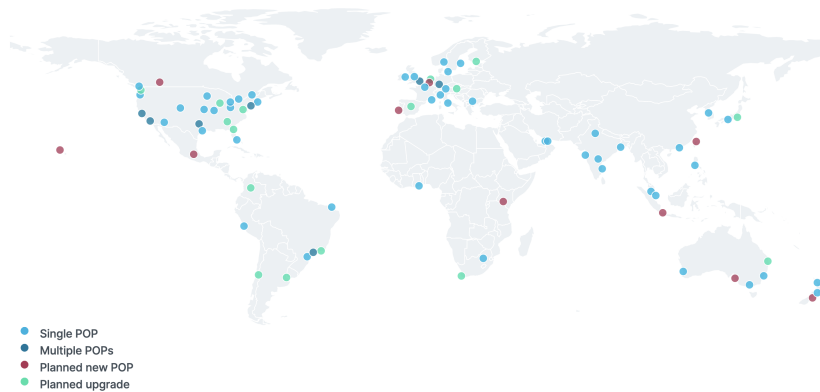 Single POP
Multiple POPs
Planned new POP
Planned upgrade